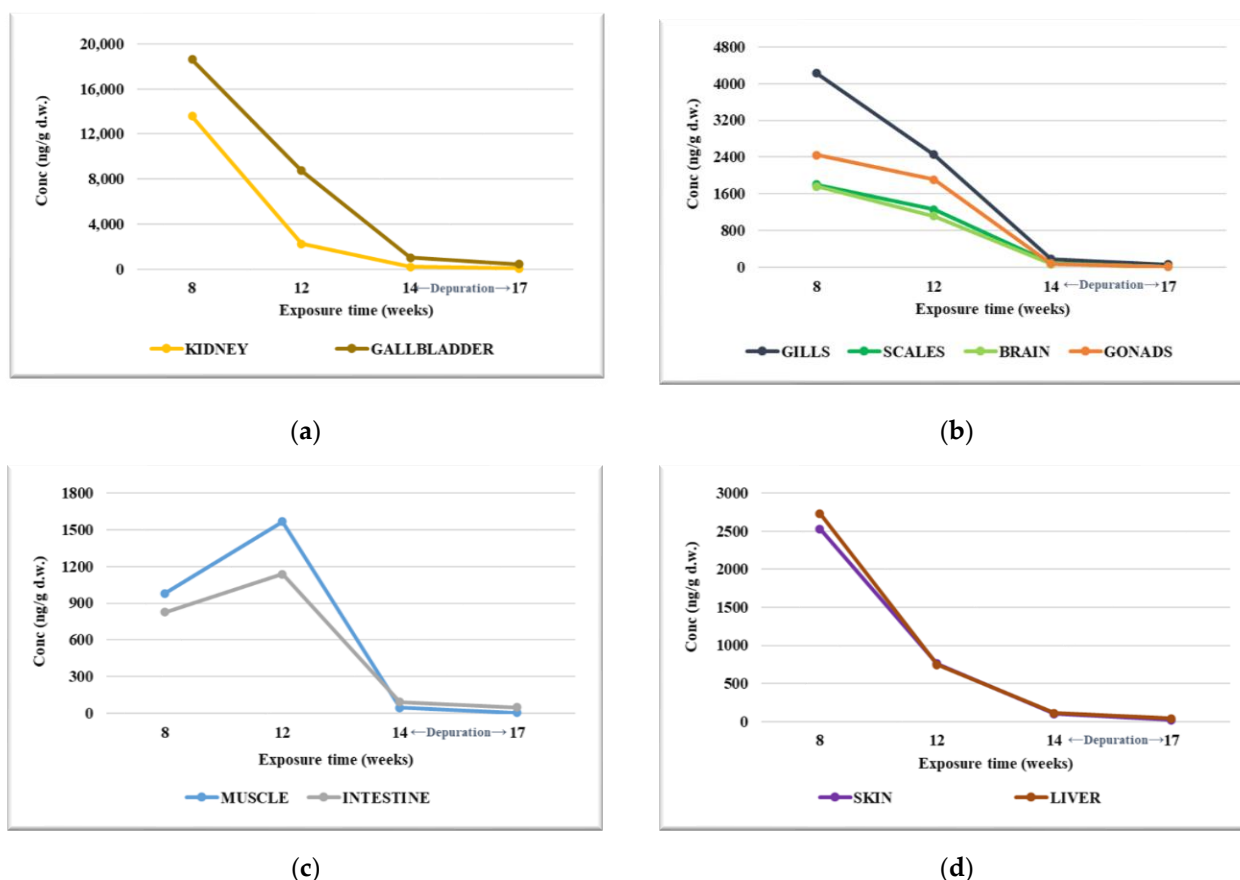 20,000
16,000
12,000
8,000
4,000
0
Conc (ng/g d.w.)
8 12 14 ←Depuration→ 17
Exposure time (weeks)
KIDNEY GALLBLADDER
(a)
4800
4000
3200
2400
1600
800
0
Conc (ng/g d.w.)
8 12 14 ←Depuration→ 17
Exposure time (weeks)
GILLS SCALES BRAIN GONADS
(b)
1800
1500
1200
900
600
300
0
Conc (ng/g d.w.)
8 12 14 ←Depuration→ 17
Exposure time (weeks)
MUSCLE INTESTINE
(c)
3000
2500
2000
1500
1000
500
0
Conc (ng/g d.w.)
8 12 14 ←Depuration→ 17
Exposure time (weeks)
SKIN LIVER
(d)